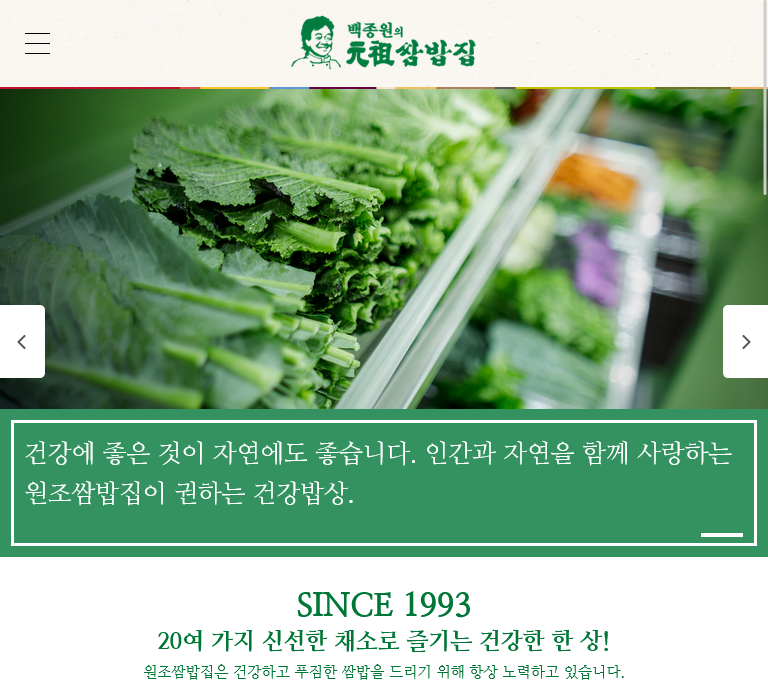 백종원의
元祖쌈밥집
건강에 좋은 것이 자연에도 좋습니다. 인간과 자연을 함께 사랑하는
원조쌈밥집이 권하는 건강밥상.
SINCE 1993
20여 가지 신선한 채소로 즐기는 건강한 한 상!
원조쌈밥집은 건강하고 푸짐한 쌈밥을 드리기 위해 항상 노력하고 있습니다.